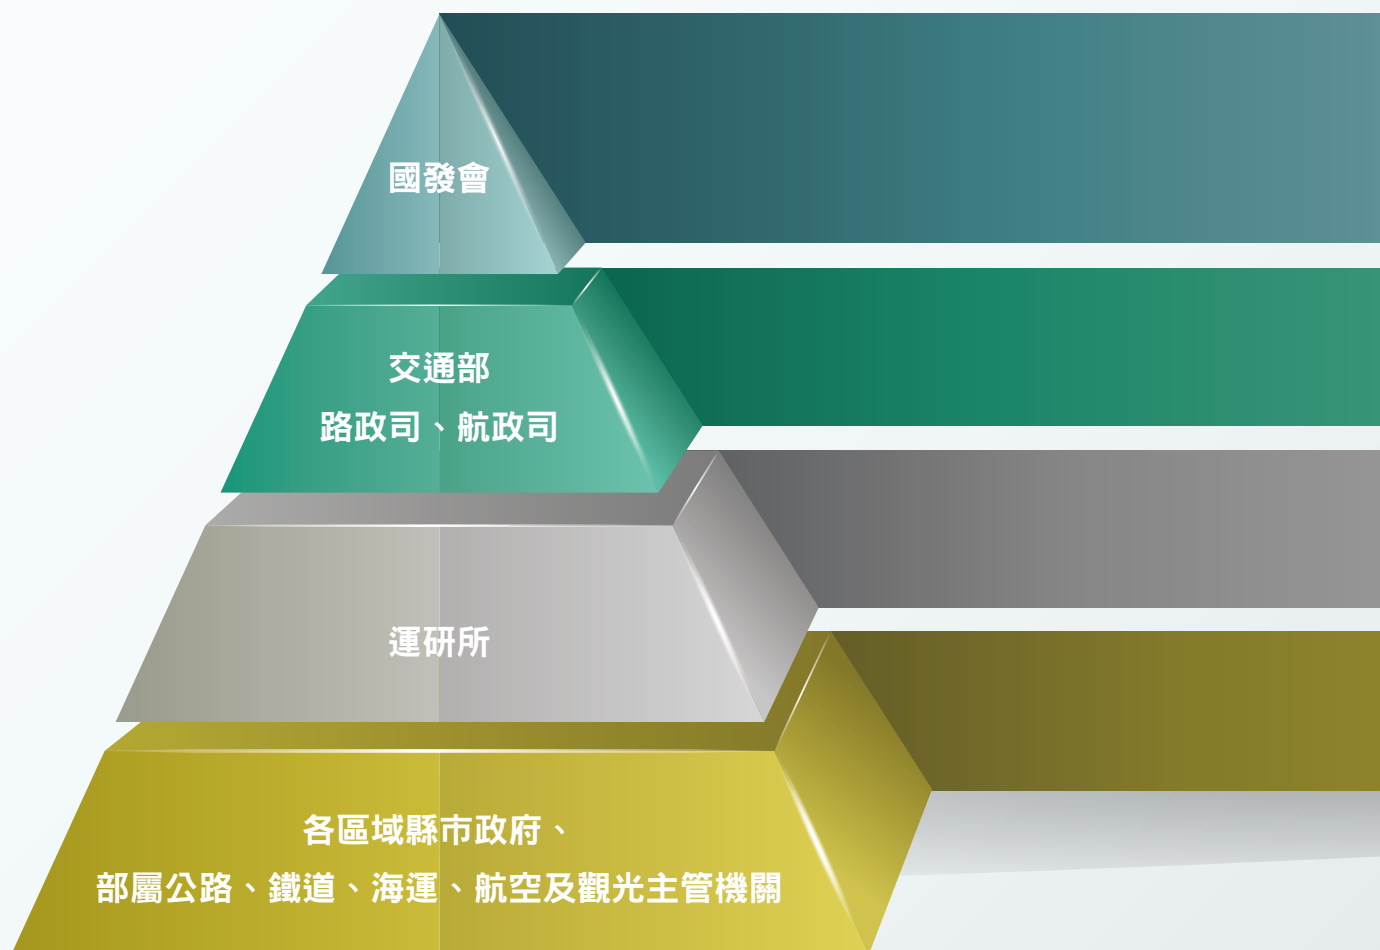 國發會
交通部
路政司、航政司
運研所
各區域縣市政府、
部屬公路、鐵道、海運、航空及觀光主管機關